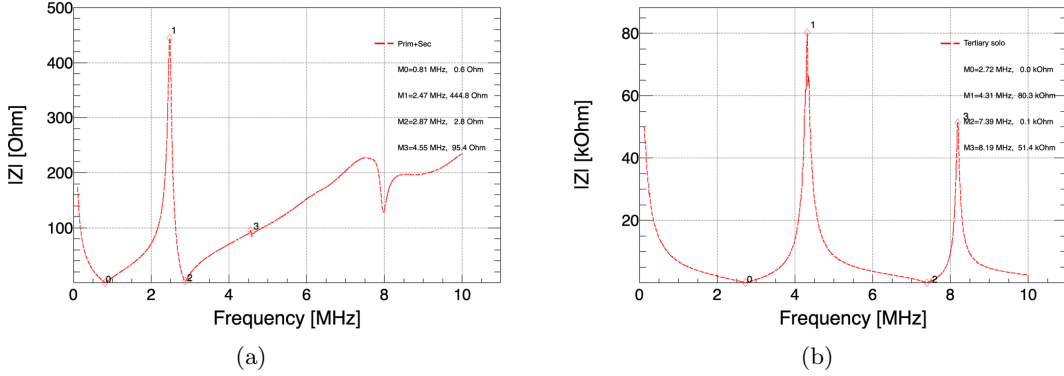 500
450
400
350
300
250
200
150
100
|Z| [Ohm]
0
2
4
6
8
10
Frequency [MHz]
Prim+Sec
M0=0.81 MHz, 0.6 Ohm
M1=2.47 MHz, 444.8 Ohm
M2=2.87 MHz, 2.8 Ohm
M3=4.55 MHz, 95.4 Ohm
1
0
2
3
(a)
80
60
40
20
|Z| [kOhm]
0
2
4
6
8
10
Frequency [MHz]
Tertiary solo
M0=2.72 MHz, 0.0 kOhm
M1=4.31 MHz, 80.3 kOhm
M2=7.39 MHz, 0.1 kOhm
M3=8.19 MHz, 51.4 kOhm
1
3
0
2
(b)